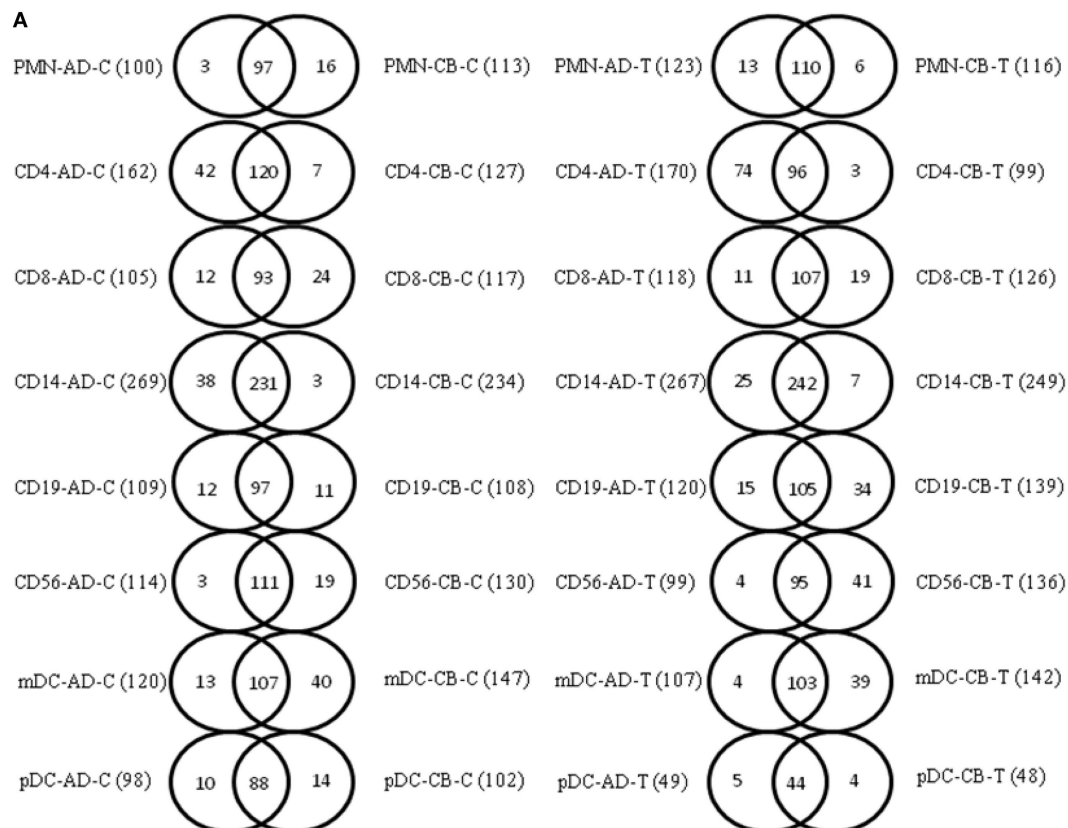 A
PMN-AD-C (100) 3 97 16 PMN-CB-C (113) PMN-AD-T (123) 13 110 6 PMN-CB-T (116)
CD4-AD-C (162) 42 120 7 CD4-CB-C (127) CD4-AD-T (170) 74 96 3 CD4-CB-T (99)
CD8-AD-C (105) 12 93 24 CD8-CB-C (117) CD8-AD-T (118) 11 107 19 CD8-CB-T (126)
CD14-AD-C (269) 38 231 3 CD14-CB-C (234) CD14-AD-T (267) 25 242 7 CD14-CB-T (249)
CD19-AD-C (109) 12 97 11 CD19-CB-C (108) CD19-AD-T (120) 15 105 34 CD19-CB-T (139)
CD56-AD-C (114) 3 111 19 CD56-CB-C (130) CD56-AD-T (99) 4 95 41 CD56-CB-T (136)
mDC-AD-C (120) 13 107 40 mDC-CB-C (147) mDC-AD-T (107) 4 103 39 mDC-CB-T (142)
pDC-AD-C (98) 10 88 14 pDC-CB-C (102) pDC-AD-T (49) 5 44 4 pDC-CB-T (48)